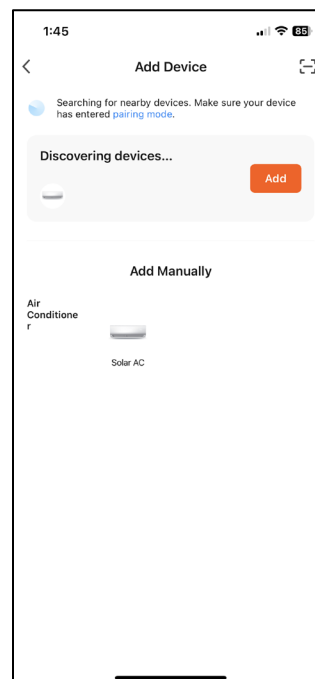 1:45
85
Add Device
Searching for nearby devices. Make sure your device
has entered pairing mode.
Discovering devices...
Add
Add Manually
Air
Conditione
r
Solar AC